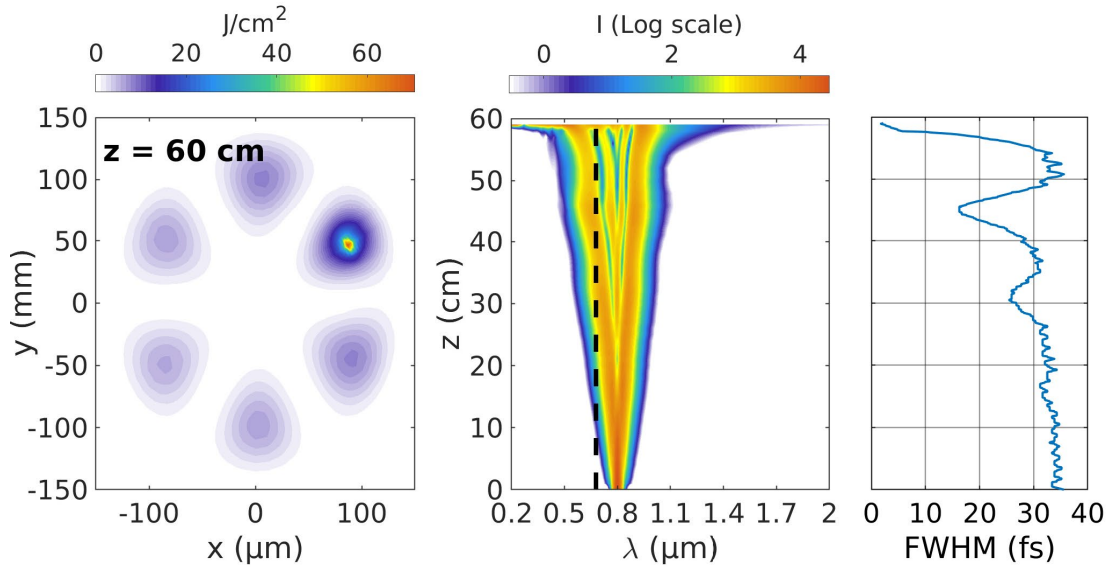 J/cm2
0 20 40 60
z = 60 cm
150
100
50
0
-50
-100
-150
y (mm)
-100 0 100
x (μm)
I (Log scale)
0 2 4
60
50
40
30
20
10
0
z (cm)
0.2 0.5 0.8 1.1 1.4 1.7 2
λ (μm)
0 10 20 30 40
FWHM (fs)